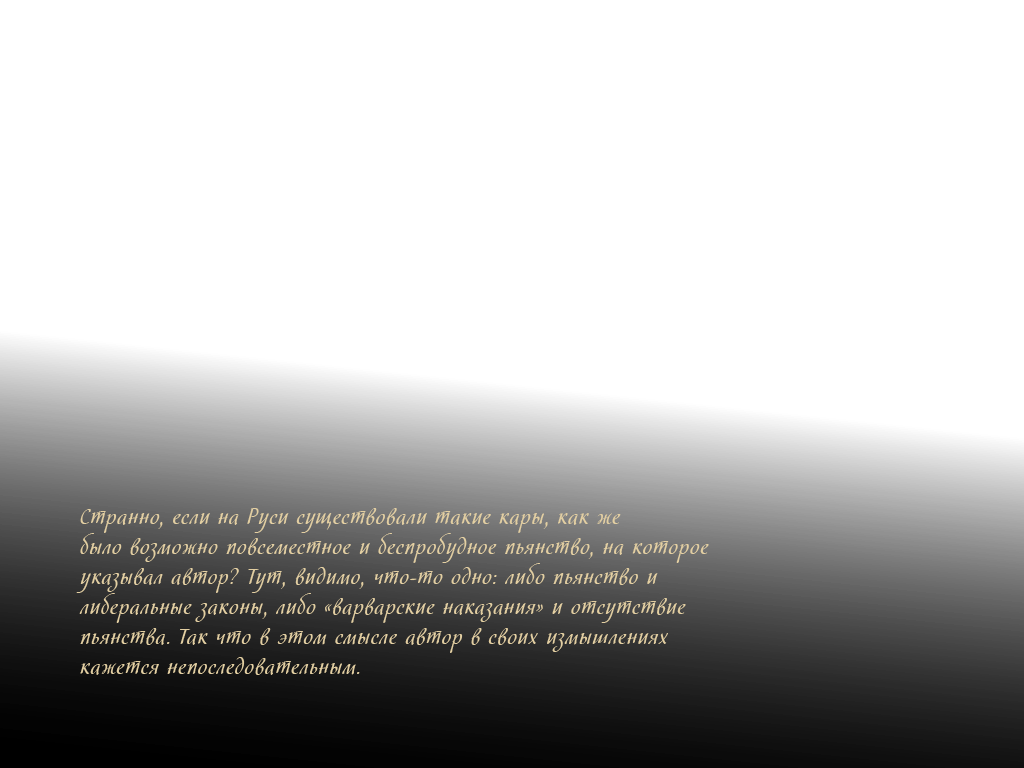 Странно, если на Руси существовали такие кары, как же
было возможно повсеместное и беспробудное пьянство, на которое
указывал автор? Тут, видимо, что-то одно: либо пьянство и
либеральные законы, либо «варварские наказания» и отсутствие
пьянства. Так что в этом смысле автор в своих измышлениях
кажется непоследовательным.